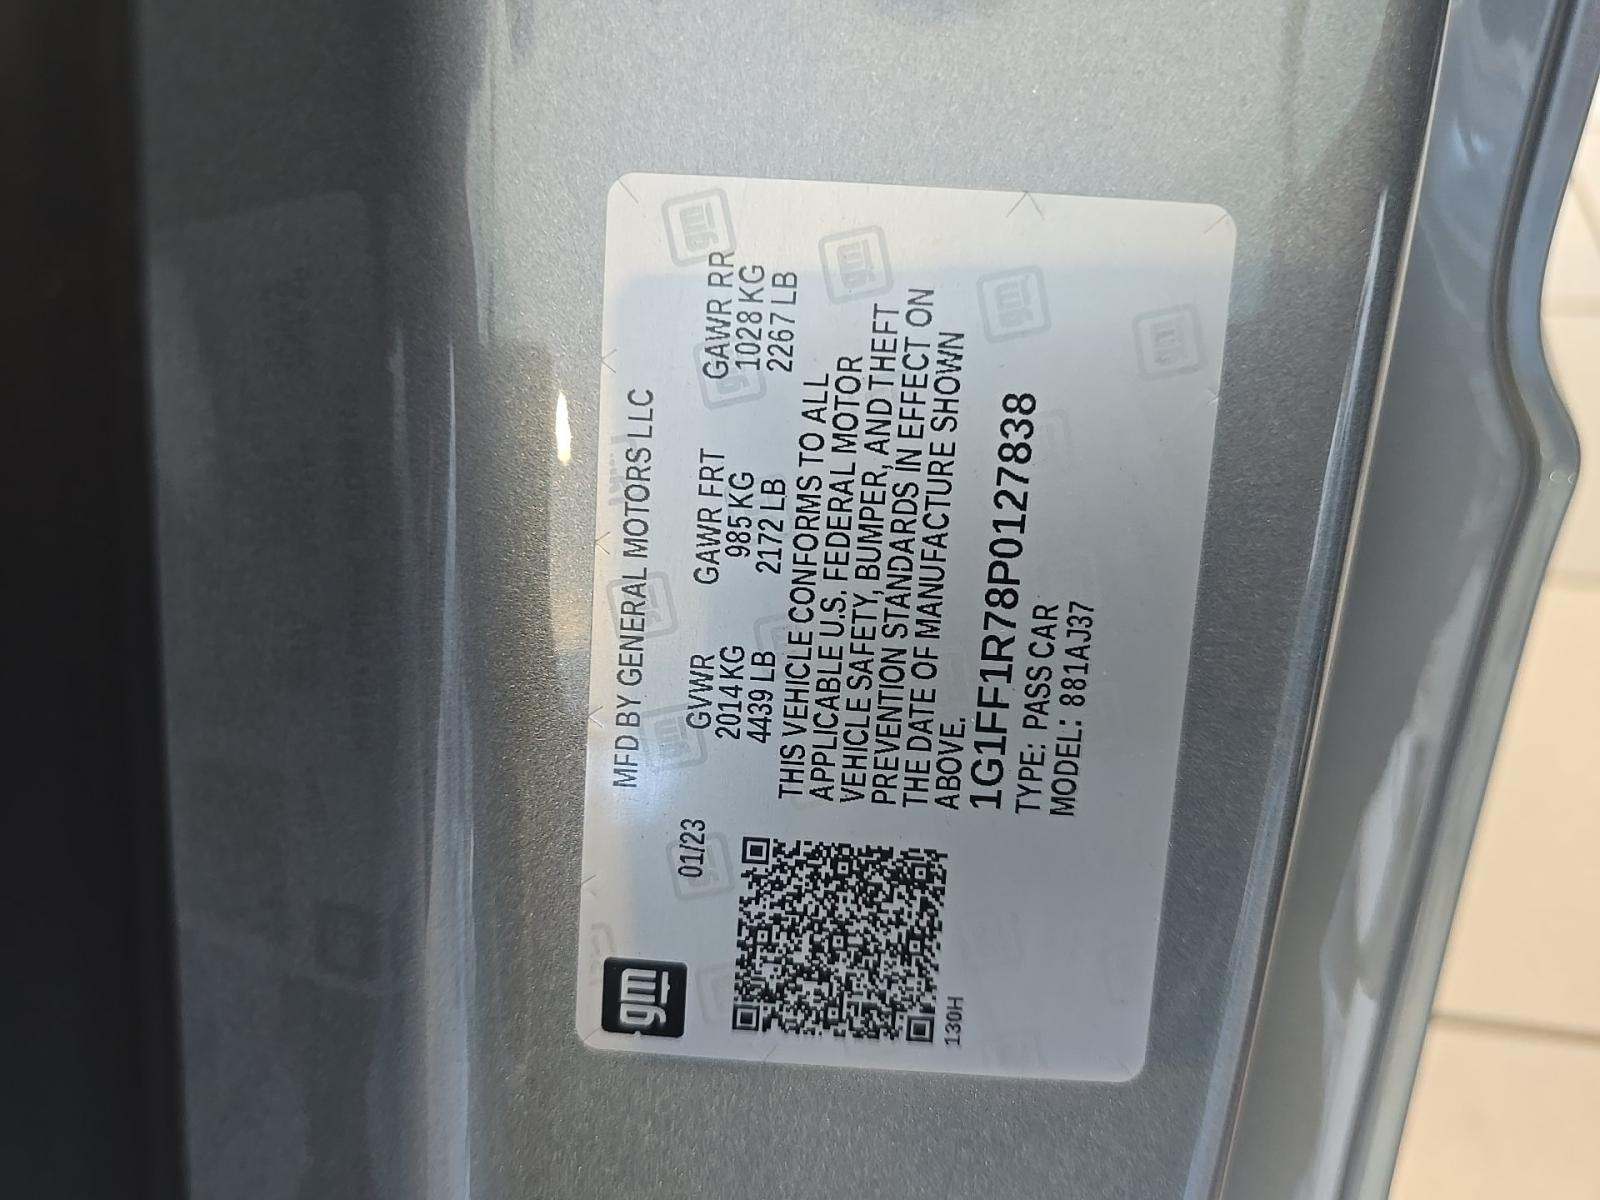 gm
01/23
MFD BY GENERAL MOTORS LLC
GVWR GAWR FRT GAWR RR
2014 KG 985 KG 1028 KG
4439 LB 2172 LB 2267 LB
THIS VEHICLE CONFORMS TO ALL
APPLICABLE U.S. FEDERAL MOTOR
VEHICLE SAFETY, BUMPER, AND THEFT
PREVENTION STANDARDS IN EFFECT ON
THE DATE OF MANUFACTURE SHOWN
ABOVE.
1G1FF1R78P0127838
TYPE: PASS CAR
MODEL: 881AJ37
130H